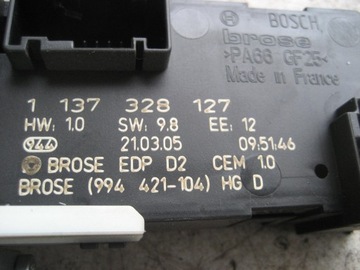 BOSCH
brose
>PA66 GF25<
Made in France
1 137 328 127
HW: 1.0 SW: 9.8 EE: 12
944 21.03.05 09:51:46
BROSE EDP D2 CEM 1.0
BROSE (994 421-104) HG D